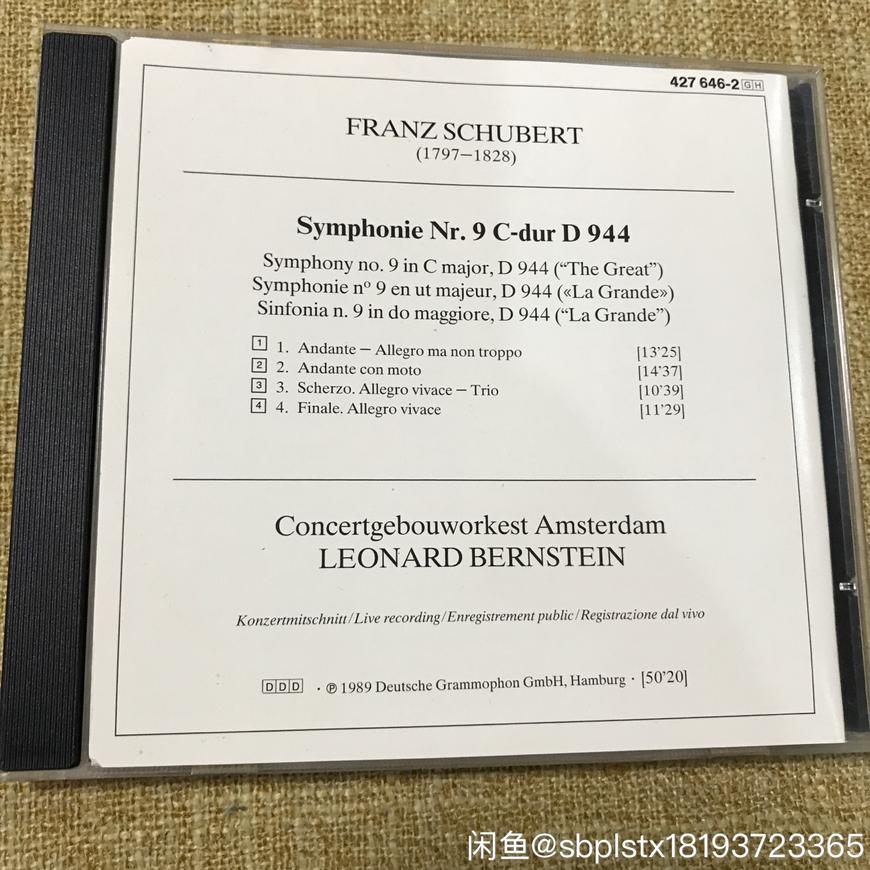 427 646-2 GH
FRANZ SCHUBERT
(1797–1828)
Symphonie Nr. 9 C-dur D 944
Symphony no. 9 in C major, D 944 (“The Great”)
Symphonie nº 9 en ut majeur, D 944 («La Grande»)
Sinfonia n. 9 in do maggiore, D 944 (“La Grande”)
1 1. Andante – Allegro ma non troppo [13'25]
2 2. Andante con moto [14'37]
3 3. Scherzo. Allegro vivace – Trio [10'39]
4 4. Finale. Allegro vivace [11'29]
Concertgebouworkest Amsterdam
LEONARD BERNSTEIN
Konzertmitschnitt/Live recording/Enregistrement public/Registrazione dal vivo
DDD · ℗ 1989 Deutsche Grammophon GmbH, Hamburg · [50'20]
闲鱼@sbplstx18193723365